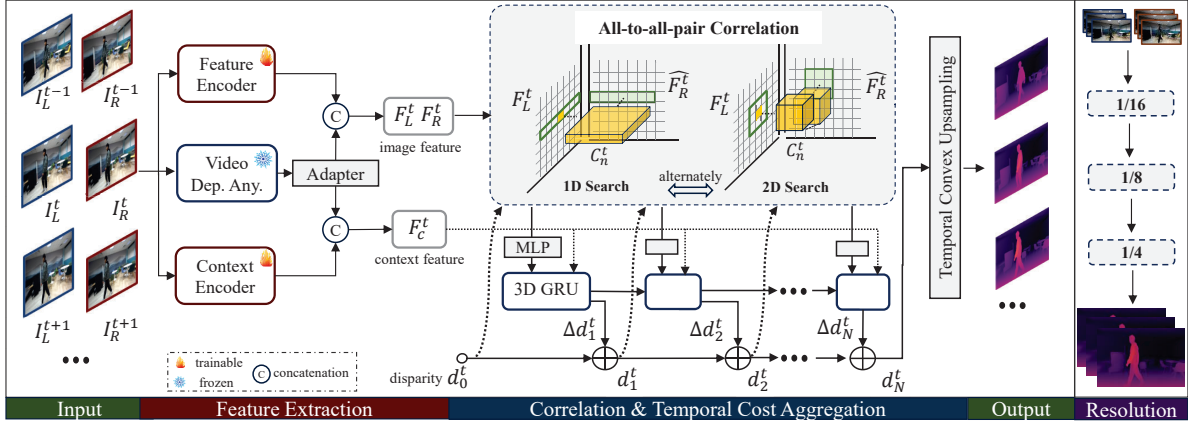 I_L^{t-1}
I_R^{t-1}
I_L^t
I_R^t
I_L^{t+1}
I_R^{t+1}
Feature
Encoder
Video
Dep. Any.
Context
Encoder
Adapter
C
C
F_L^t F_R^t
image feature
F_c^t
context feature
trainable
frozen
C concatenation
All-to-all-pair Correlation
F_L^t
\widehat{F_R^t}
C_n^t
1D Search
alternately
F_L^t
\widehat{F_R^t}
C_n^t
2D Search
MLP
3D GRU
Δd_1^t
Δd_2^t
Δd_N^t
disparity d_0^t
d_1^t
d_2^t
d_N^t
Temporal Convex Upsampling
1/16
1/8
1/4
Input
Feature Extraction
Correlation & Temporal Cost Aggregation
Output
Resolution